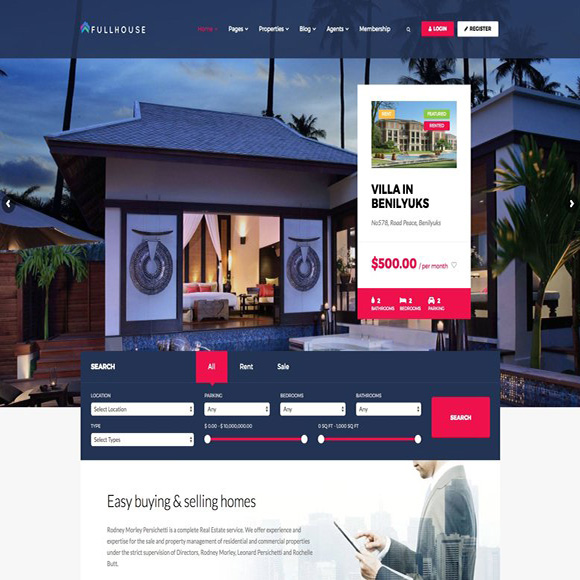 FULLHOUSE
Home Pages Properties Blog Agents Membership
LOGIN REGISTER
RENT FEATURED
RENTED
VILLA IN
BENILYUKS
No578, Road Peace, Benilyuks
$500.00 / per month
2 2 2
BATHROOMS BEDROOMS PARKING
SEARCH All Rent Sale
LOCATION PARKING BEDROOMS BATHROOMS
Select Location Any Any Any
SEARCH
TYPE $ 0.00 - $ 10,000,000.00 0 SQ FT - 1,000 SQ FT
Select Types
Easy buying & selling homes
Rodney Morley Persichetti is a complete Real Estate service. We offer experience and
expertise for the sale and property management of residential and commercial properties
under the strict supervision of Directors, Rodney Morley, Leonard Persichetti and Rochelle
Butt.